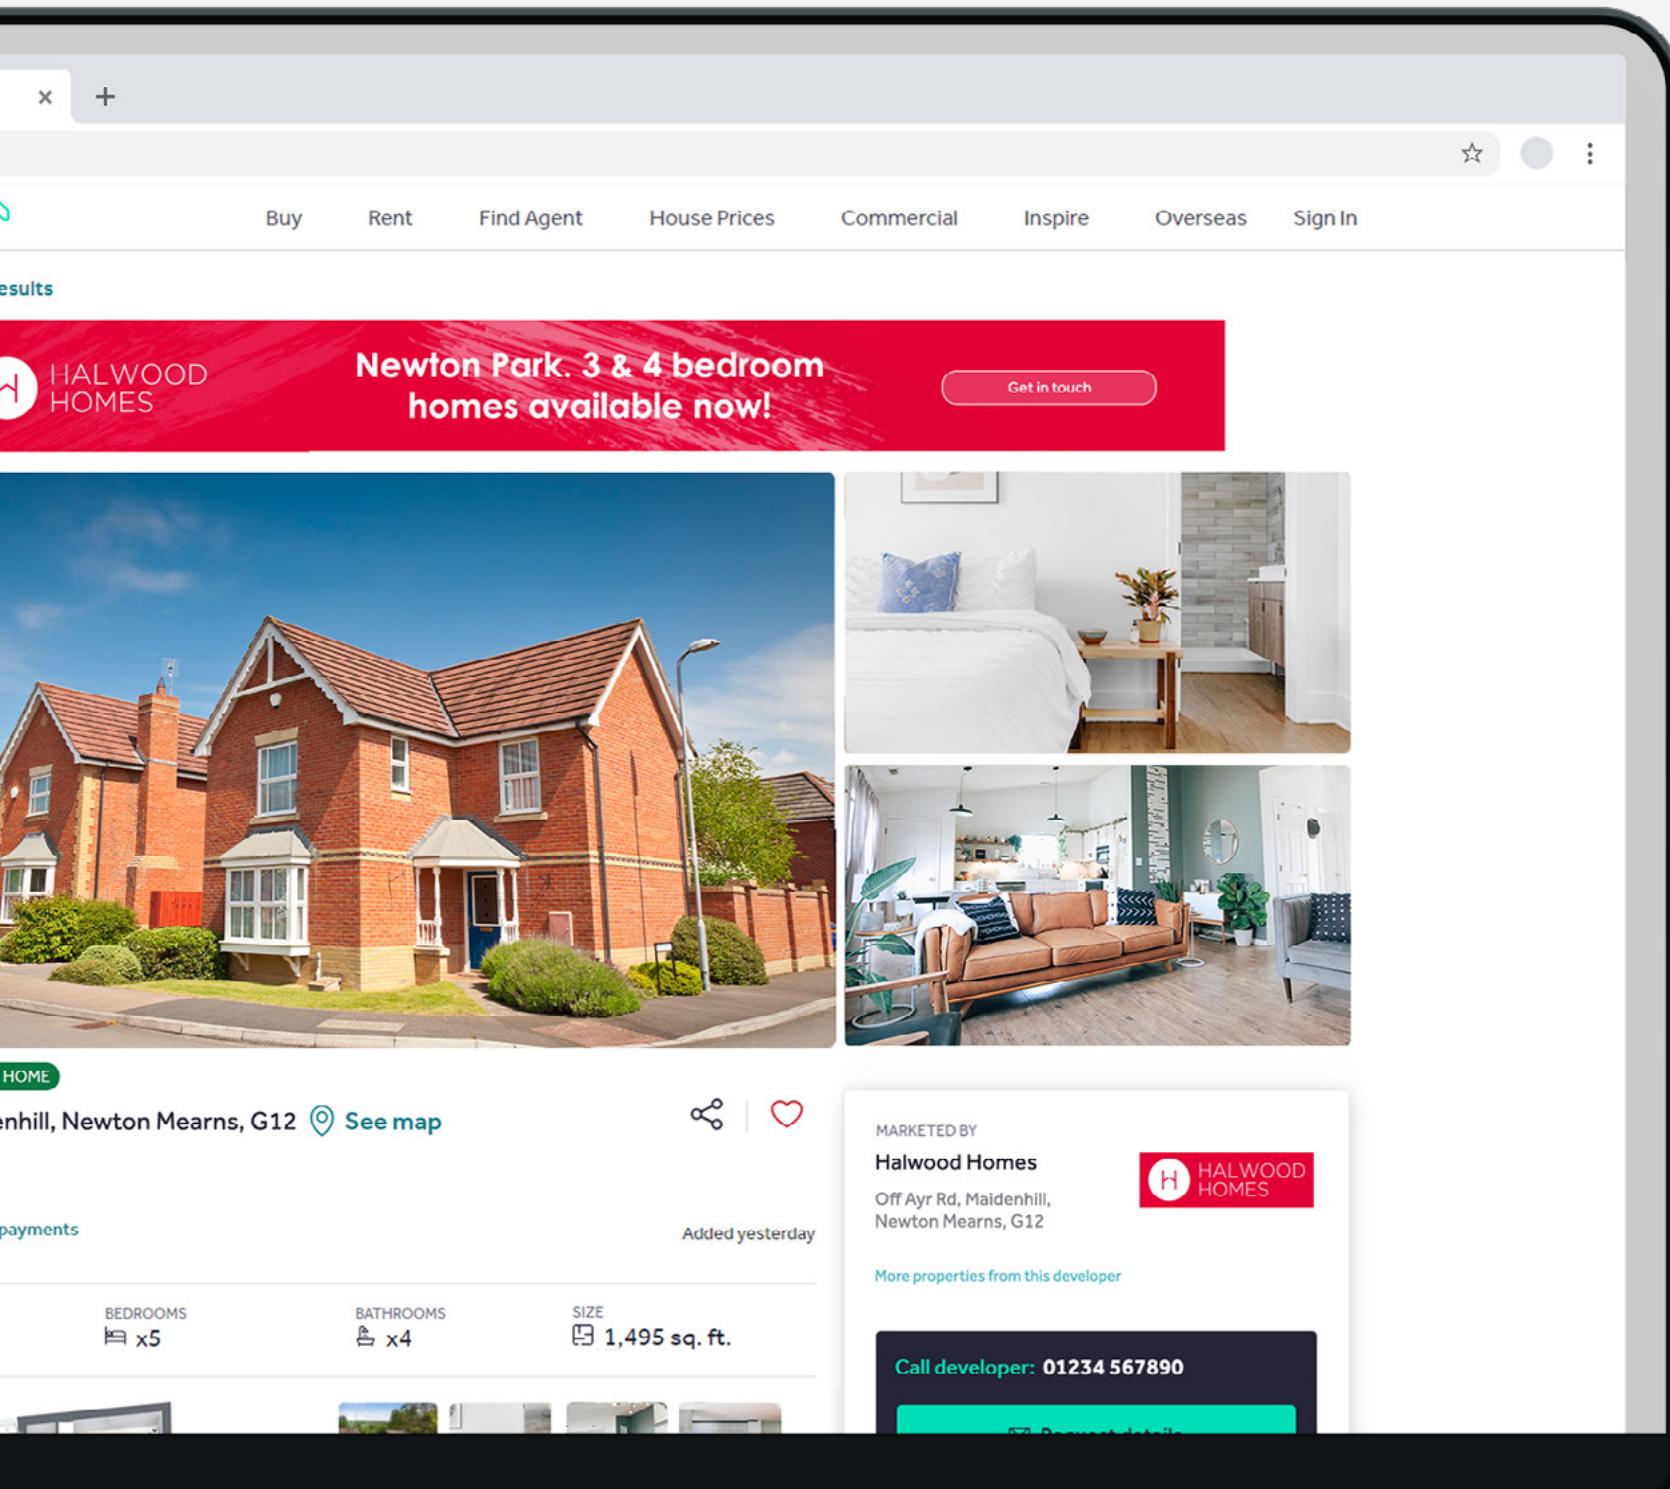 Buy Rent Find Agent House Prices Commercial Inspire Overseas Sign In
esults
HALWOOD
HOMES
Newton Park. 3 & 4 bedroom
homes available now!
Get in touch
HOME
enhill, Newton Mearns, G12 See map
payments
Added yesterday
BEDROOMS
x5
BATHROOMS
x4
SIZE
1,495 sq. ft.
MARKETED BY
Halwood Homes
Off Ayr Rd, Maidenhill,
Newton Mearns, G12
HALWOOD
HOMES
More properties from this developer
Call developer: 01234 567890
Request details